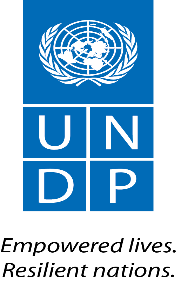 U N
D P
Empowered lives.
Resilient nations.